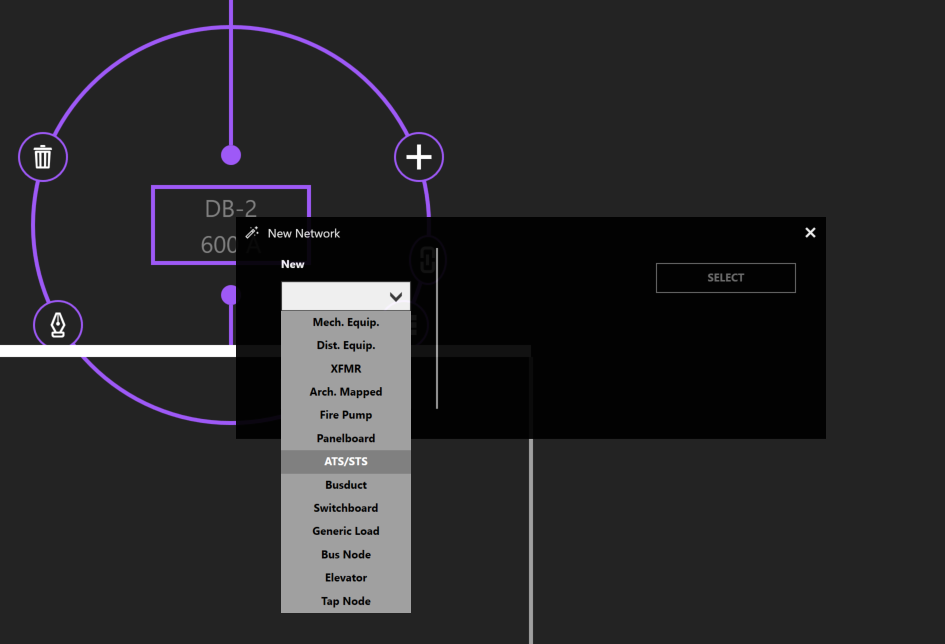 DB-2
600 A
New Network
New
SELECT
Mech. Equip.
Dist. Equip.
XFMR
Arch. Mapped
Fire Pump
Panelboard
ATS/STS
Busduct
Switchboard
Generic Load
Bus Node
Elevator
Tap Node